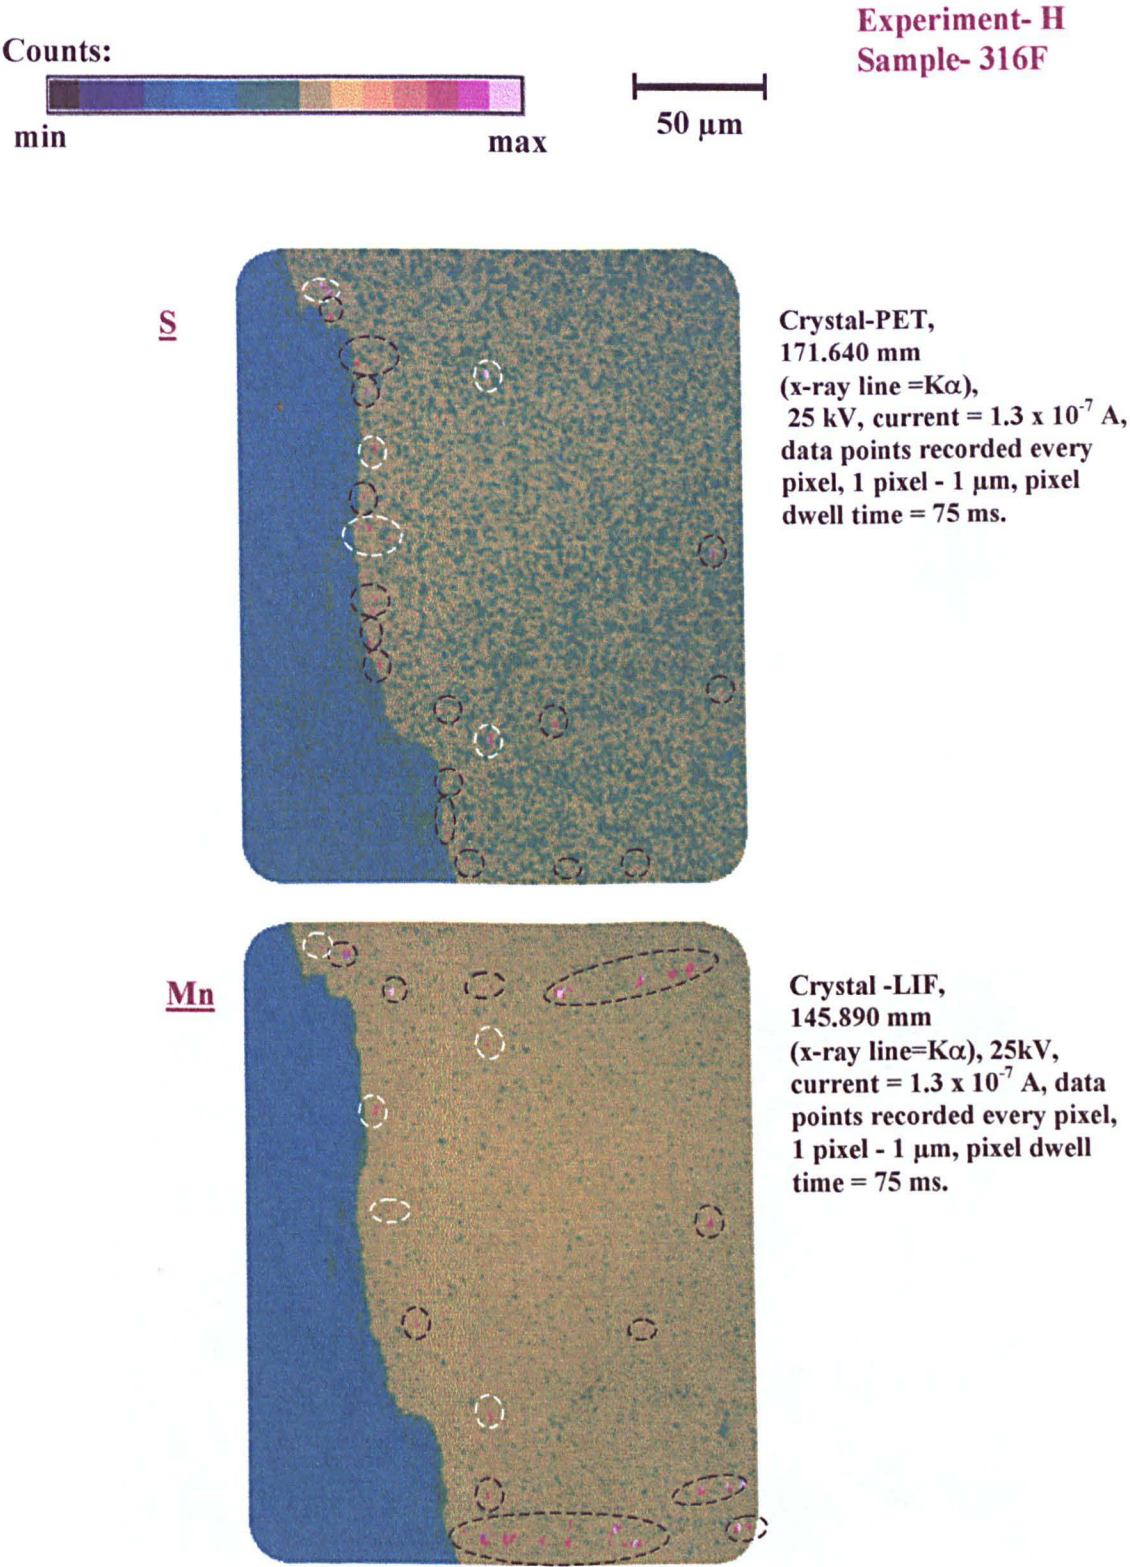 Experiment- H
Sample- 316F
Counts:
min
max
50 µm
S
Crystal-PET,
171.640 mm
(x-ray line =Kα),
25 kV, current = 1.3 x 10⁻⁷ A,
data points recorded every
pixel, 1 pixel - 1 µm, pixel
dwell time = 75 ms.
Mn
Crystal -LIF,
145.890 mm
(x-ray line=Kα), 25kV,
current = 1.3 x 10⁻⁷ A, data
points recorded every pixel,
1 pixel - 1 µm, pixel dwell
time = 75 ms.